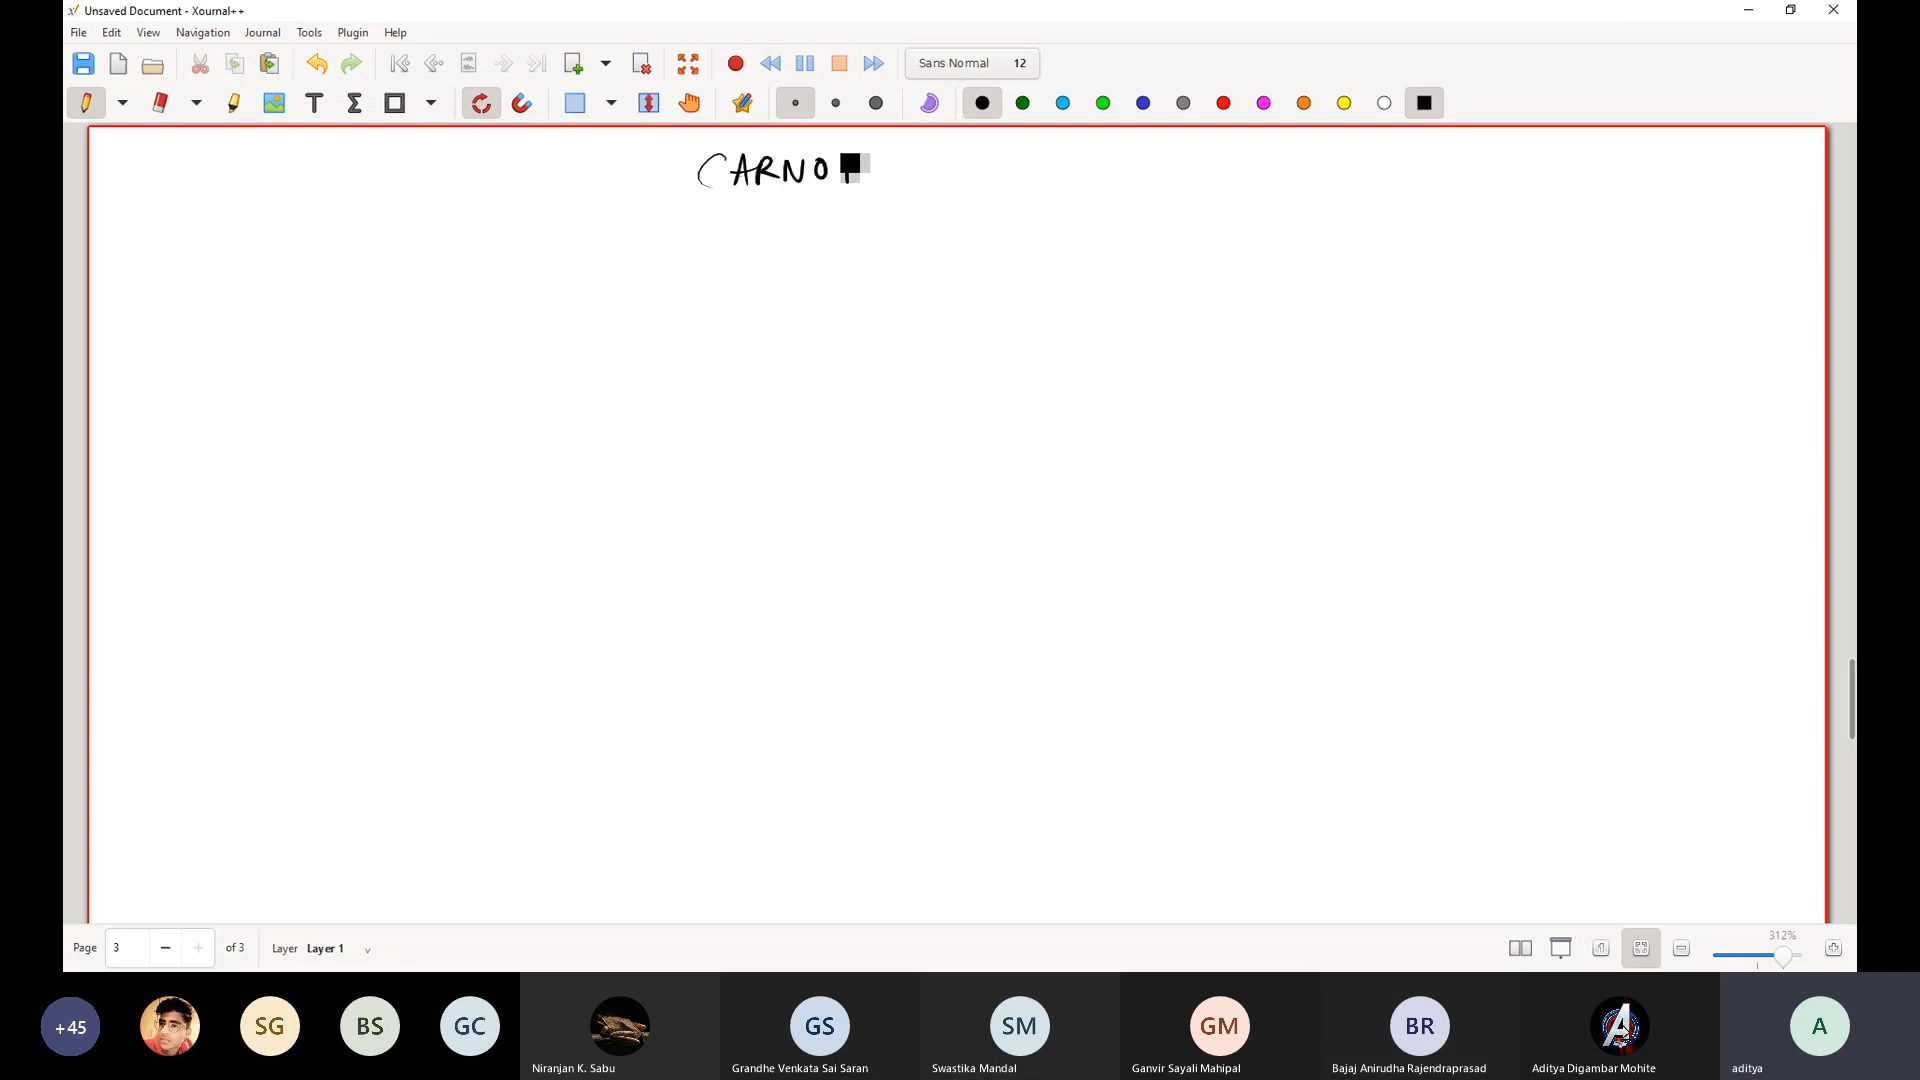 Unsaved Document - Xournal++
File Edit View Navigation Journal Tools Plugin Help
Sans Normal 12
CARNO
Page 3 of 3 Layer Layer 1
312%
+45 SG BS GC GS SM GM BR A
Niranjan K. Sabu Grandhe Venkata Sai Saran Swastika Mandal Ganvir Sayali Mahipal Bajaj Anirudha Rajendraprasad Aditya Digambar Mohite aditya